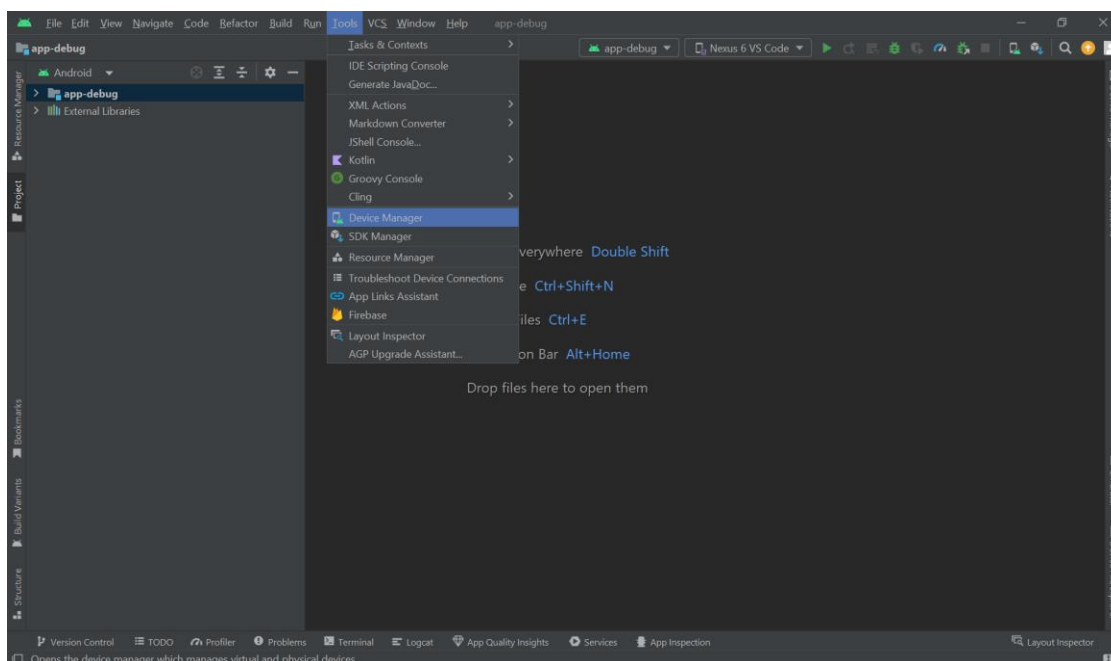 File Edit View Navigate Code Refactor Build Run Tools VCS Window Help app-debug
app-debug
app-debug Nexus 6 VS Code
Android
app-debug
External Libraries
Resource Manager
Project
Bookmarks
Build Variants
Structure
Tasks & Contexts
IDE Scripting Console
Generate JavaDoc...
XML Actions
Markdown Converter
JShell Console...
Kotlin
Groovy Console
Cling
Device Manager
SDK Manager
Resource Manager
Troubleshoot Device Connections
App Links Assistant
Firebase
Layout Inspector
AGP Upgrade Assistant...
verywhere Double Shift
e Ctrl+Shift+N
iles Ctrl+E
on Bar Alt+Home
Drop files here to open them
Version Control TODO Profiler Problems Terminal Logcat App Quality Insights Services App Inspection Layout Inspector
Opens the device manager which manages virtual and physical devices